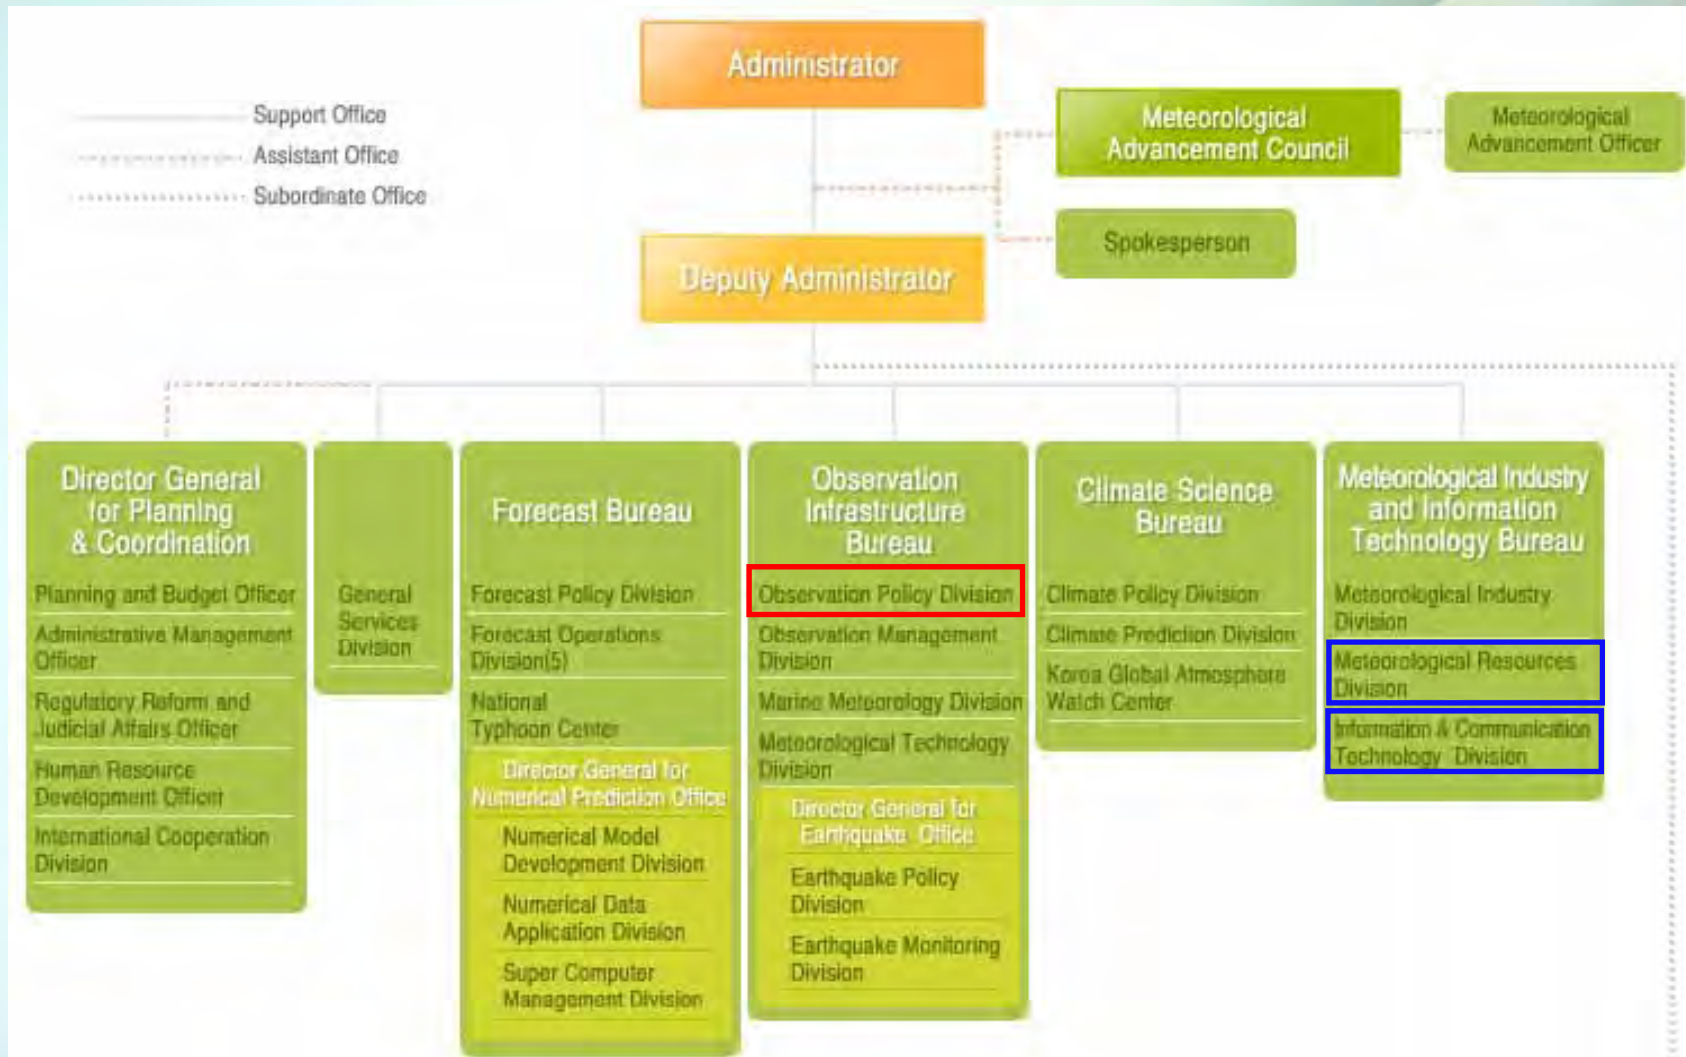 Administrator
Support Office
Assistant Office
Subordinate Office
Meteorological
Advancement Council
Meteorological
Advancement Officer
Spokesperson
Deputy Administrator
Director General
for Planning
& Coordination
Planning and Budget Officer
Administrative Management
Officer
Regulatory Reform and
Judicial Affairs Officer
Human Resource
Development Officer
International Cooperation
Division
General
Services
Division
Forecast Bureau
Forecast Policy Division
Forecast Operations
Division(5)
National
Typhoon Center
Director General for
Numerical Prediction Office
Numerical Model
Development Division
Numerical Data
Application Division
Super Computer
Management Division
Observation
Infrastructure
Bureau
Observation Policy Division
Observation Management
Division
Marine Meteorology Division
Meteorological Technology
Division
Director General for
Earthquake Office
Earthquake Policy
Division
Earthquake Monitoring
Division
Climate Science
Bureau
Climate Policy Division
Climate Prediction Division
Korea Global Atmosphere
Watch Center
Meteorological Industry
and Information
Technology Bureau
Meteorological Industry
Division
Meteorological Resources
Division
Information & Communication
Technology Division